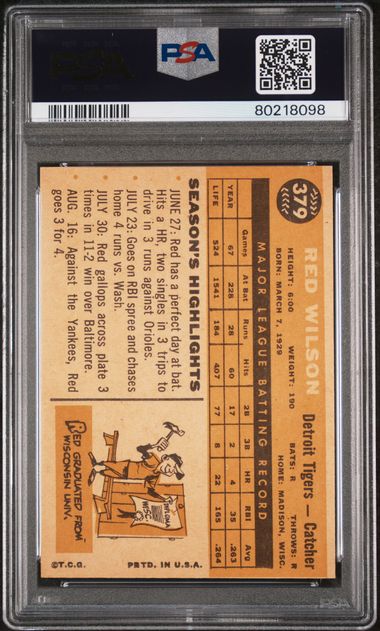 PSA
PSA
80218098
379
RED WILSON
Detroit Tigers — Catcher
HEIGHT: 6:00 WEIGHT: 190 BATS: R THROWS: R
BORN: MARCH 7, 1929 HOME: MADISON, WISC.
MAJOR LEAGUE BATTING RECORD
Games At Bat Runs Hits 2B 3B HR RBI Avg
YEAR 67 228 28 60 17 2 4 35 .263
LIFE 524 1541 184 407 77 8 22 165 .264
SEASON'S HIGHLIGHTS
JUNE 27: Red has a perfect day at bat.
Hits a HR, two singles in 3 trips to
drive in 3 runs against Orioles.
JULY 23: Goes on RBI spree and chases
home 4 runs vs. Wash.
JULY 30: Red gallops across plate 3
times in 11-2 win over Baltimore.
AUG. 16: Against the Yankees, Red
goes 3 for 4.
DIPLOMA
WISC.
RED GRADUATED FROM
WISCONSIN UNIV.
©T.C.G. PRTD. IN U.S.A.